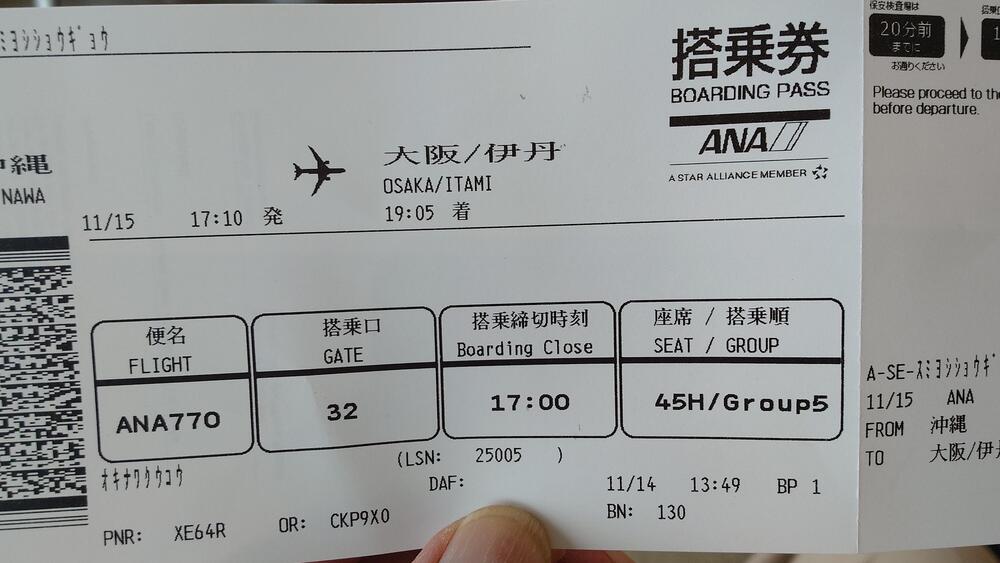 ミヨシショウギョウ
搭乗券
BOARDING PASS
ANA
A STAR ALLIANCE MEMBER
沖縄
NAWA
大阪/伊丹
OSAKA/ITAMI
11/15 17:10 発 19:05 着
便名
FLIGHT
ANA770
搭乗口
GATE
32
搭乗締切時刻
Boarding Close
17:00
座席 / 搭乗順
SEAT / GROUP
45H/Group5
(LSN: 25005 )
オキナワクウコウ
DAF: 11/14 13:49 BP 1
PNR: XE64R OR: CKP9X0 BN: 130
保安検査場は
20分前
までに
お通りください
搭乗
1
Please proceed to the
before departure.
A-SE-スミヨシショウギ
11/15 ANA
FROM 沖縄
TO 大阪/伊丹